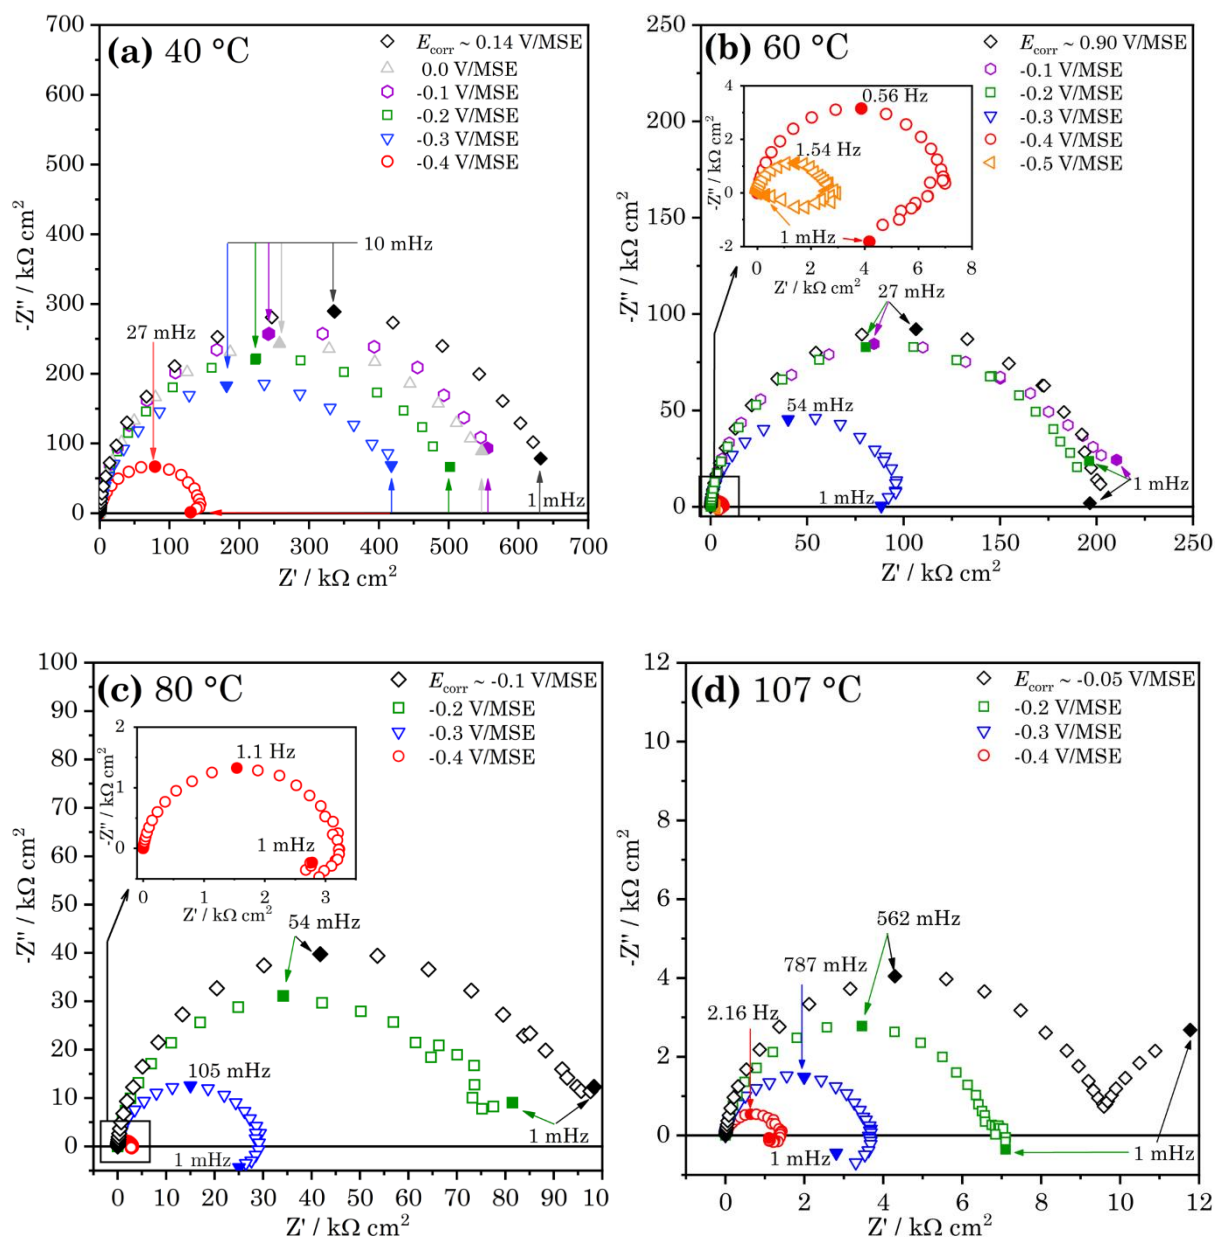 (a) 40 °C
E_corr ~ 0.14 V/MSE
0.0 V/MSE
-0.1 V/MSE
-0.2 V/MSE
-0.3 V/MSE
-0.4 V/MSE
10 mHz
27 mHz
1 mHz
700
600
500
400
300
200
100
0
-Z'' / kΩ cm²
0 100 200 300 400 500 600 700
Z' / kΩ cm²
(b) 60 °C
E_corr ~ 0.90 V/MSE
-0.1 V/MSE
-0.2 V/MSE
-0.3 V/MSE
-0.4 V/MSE
-0.5 V/MSE
4
2
0
-2
-Z'' / kΩ cm²
0.56 Hz
1.54 Hz
1 mHz
0 2 4 6 8
Z' / kΩ cm²
27 mHz
54 mHz
1 mHz
1 mHz
250
200
150
100
50
0
-Z'' / kΩ cm²
0 50 100 150 200 250
Z' / kΩ cm²
(c) 80 °C
E_corr ~ -0.1 V/MSE
-0.2 V/MSE
-0.3 V/MSE
-0.4 V/MSE
2
1
0
-Z'' / kΩ cm²
1.1 Hz
1 mHz
0 1 2 3
Z' / kΩ cm²
54 mHz
105 mHz
1 mHz
1 mHz
100
90
80
70
60
50
40
30
20
10
0
-Z'' / kΩ cm²
0 10 20 30 40 50 60 70 80 90 10
Z' / kΩ cm²
(d) 107 °C
E_corr ~ -0.05 V/MSE
-0.2 V/MSE
-0.3 V/MSE
-0.4 V/MSE
562 mHz
787 mHz
2.16 Hz
1 mHz
1 mHz
12
10
8
6
4
2
0
-Z'' / kΩ cm²
0 2 4 6 8 10 12
Z' / kΩ cm²